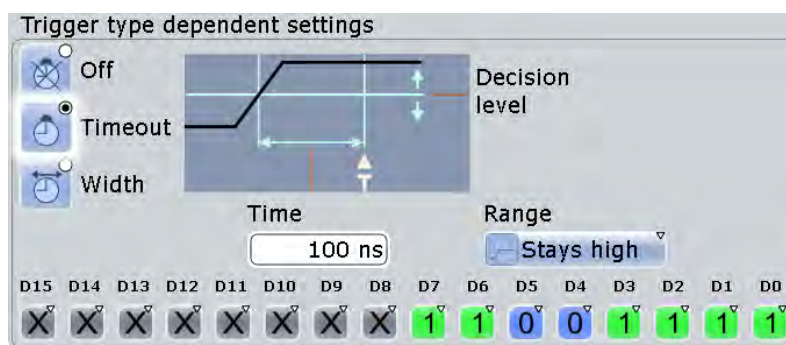 Trigger type dependent settings
Off
Decision
level
Timeout
Width
Time
Range
100 ns
Stays high
D15 D14 D13 D12 D11 D10 D9 D8 D7 D6 D5 D4 D3 D2 D1 D0
X X X X X X X X 1 1 0 0 1 1 1 1